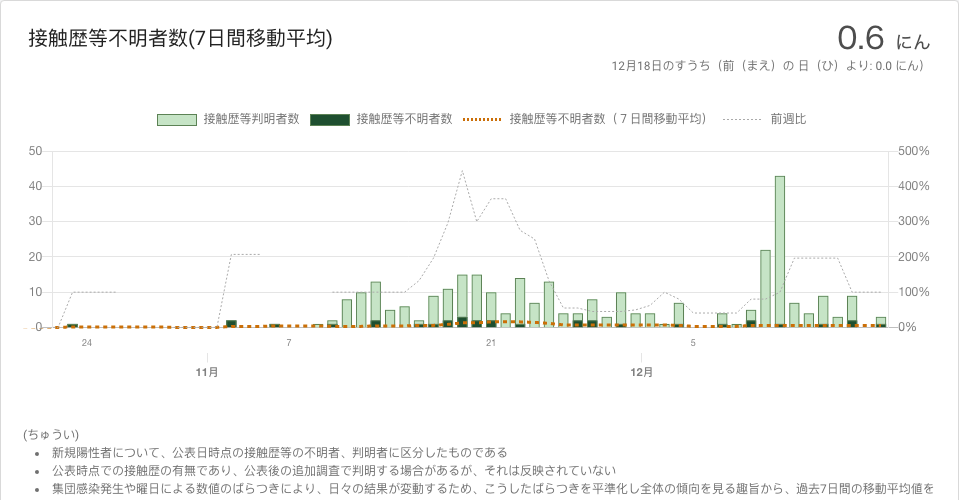 接触歴等不明者数(7日間移動平均)
0.6 にん
12月18日のすうち（前（まえ）の 日（ひ）より: 0.0 にん）
接触歴等判明者数 接触歴等不明者数 接触歴等不明者数（７日間移動平均） 前週比
50 500%
40 400%
30 300%
20 200%
10 100%
0 0%
24 7 21 5
11月 12月
(ちゅうい)
新規陽性者について、公表日時点の接触歴等の不明者、判明者に区分したものである
公表時点での接触歴の有無であり、公表後の追加調査で判明する場合があるが、それは反映されていない
集団感染発生や曜日による数値のばらつきにより、日々の結果が変動するため、こうしたばらつきを平準化し全体の傾向を見る趣旨から、過去7日間の移動平均値を